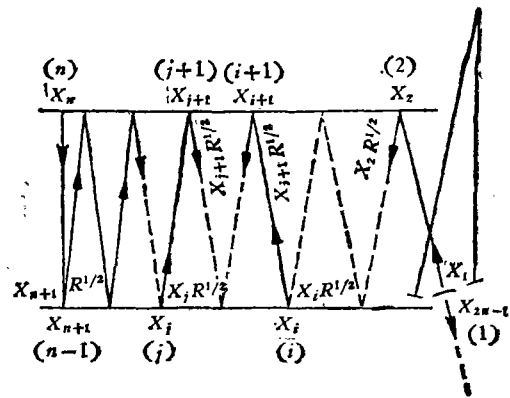 (n) (j+1) (i+1) (2)
X_n X_{j+1} X_{i+1} X_2
X_{j+1}R^{1/2} X_{j+1}R^{1/2} X_2R^{1/2}
X_{n+1} R^{1/2} X_jR^{1/2} X_iR^{1/2} X_1
X_{n+1} X_j X_i X_{2n-1}
(n-1) (j) (i) (1)